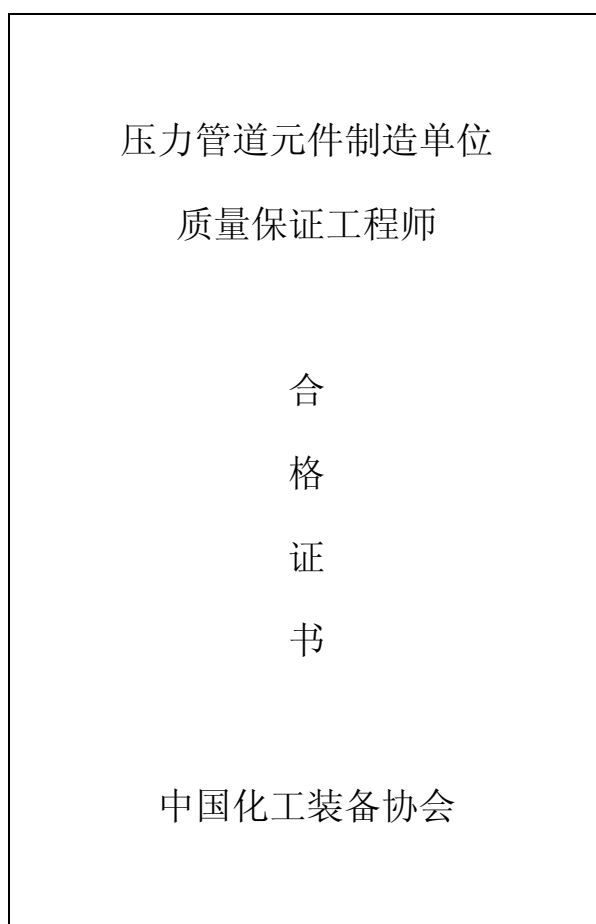 压力管道元件制造单位
质量保证工程师
合
格
证
书
中国化工装备协会